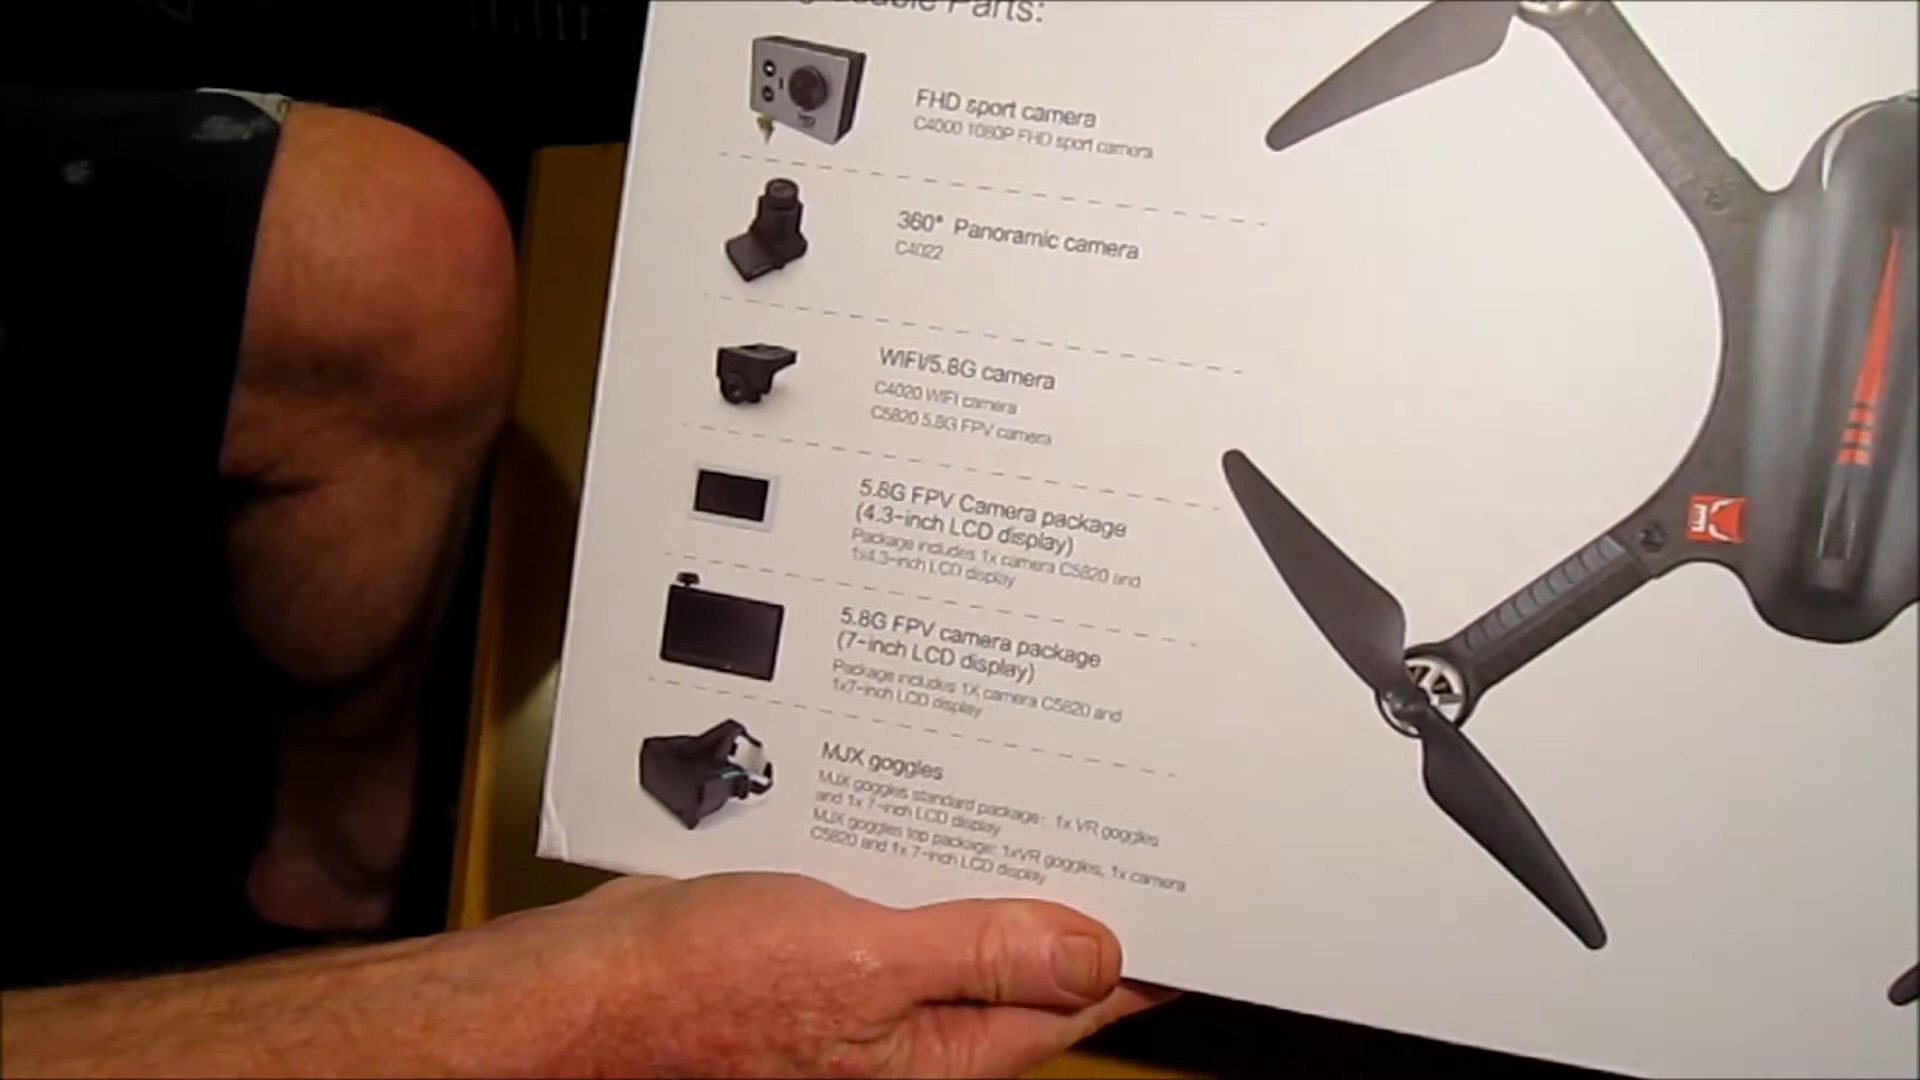 Parts:
FHD sport camera
C4000 1080P FHD sport camera
360° Panoramic camera
C4022
WIFI/5.8G camera
C4020 WIFI camera
C5820 5.8G FPV camera
5.8G FPV Camera package
(4.3-inch LCD display)
Package includes 1x camera C5820 and
1x4.3-inch LCD display
5.8G FPV camera package
(7-inch LCD display)
Package includes 1X camera C5820 and
1x7-inch LCD display
MJX goggles
MJX goggles standard package: 1x VR goggles
and 1x 7-inch LCD display
MJX goggles top package: 1xVR goggles, 1x camera
C5820 and 1x 7-inch LCD display